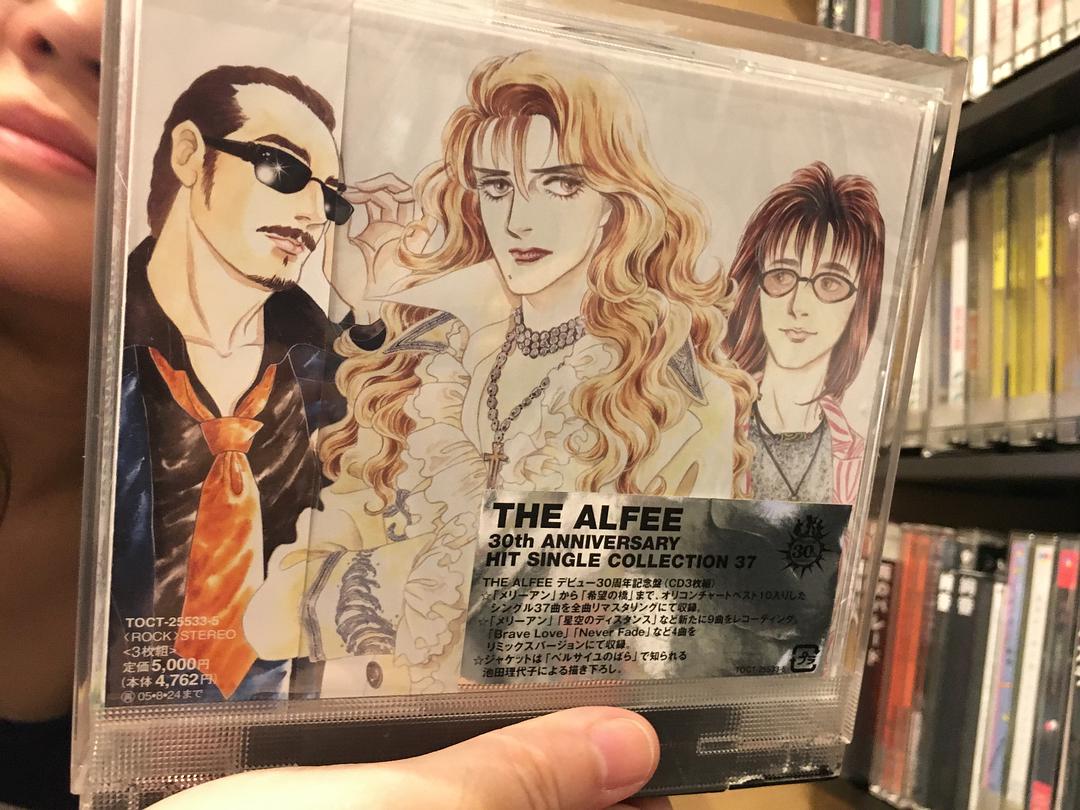 THE ALFEE
30th ANNIVERSARY
HIT SINGLE COLLECTION 37
30th
THE ALFEE デビュー30周年記念盤（CD3枚組）
☆「メリーアン」から「希望の橋」まで、オリコンチャートベスト10入りした
シングル37曲を全曲リマスタリングにて収録。
☆「メリーアン」「星空のディスタンス」など新たに9曲をレコーディング。
「Brave Love」「Never Fade」など4曲を
リミックスバージョンにて収録。
☆ジャケットは「ベルサイユのばら」で知られる
池田理代子による描き下ろし。
TOCT-25533-5
プラ
TOCT-25533-5
〈ROCK〉STEREO
<3枚組>
定価5,000円
(本体 4,762円)
再 05•8•24まで